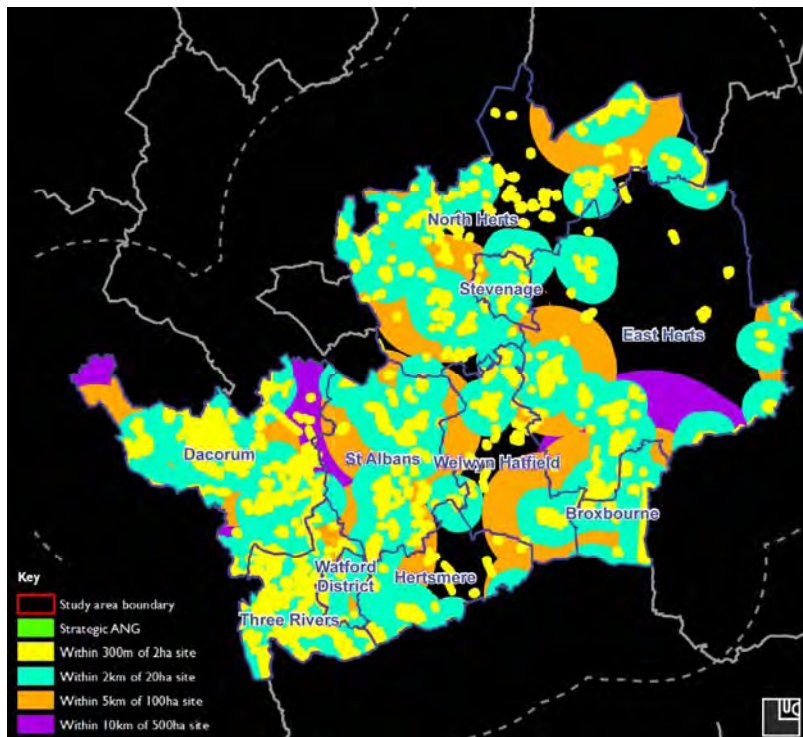 North Herts
Stevenage
East Herts
Dacorum
St Albans
Welwyn Hatfield
Broxbourne
Watford
District
Hertsmere
Three Rivers
Key
Study area boundary
Strategic ANG
Within 300m of 2ha site
Within 2km of 20ha site
Within 5km of 100ha site
Within 10km of 500ha site
LUC